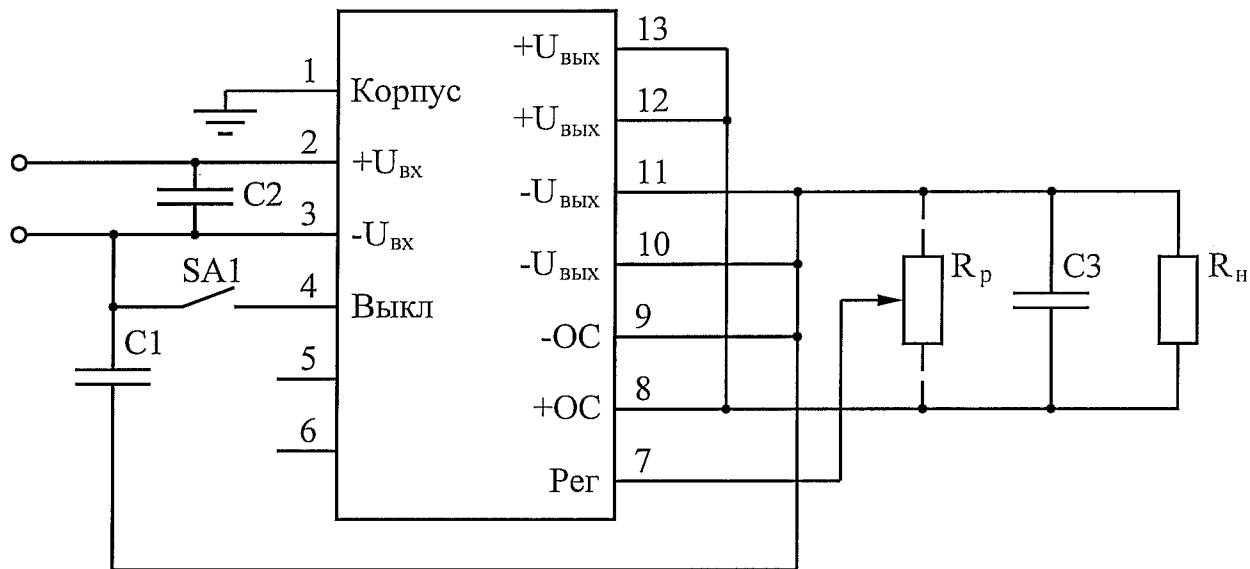 1
Корпус
2
+Uвх
C2
3
-Uвх
SA1
4
Выкл
C1
5
6
+Uвых
13
+Uвых
12
-Uвых
11
-Uвых
10
-ОС
9
+ОС
8
Рег
7
Rр
C3
Rн